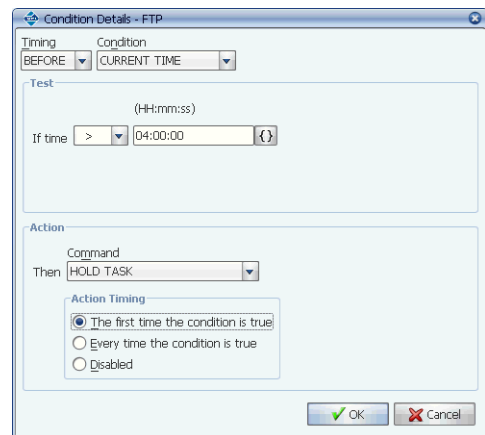 Condition Details - FTP
Timing Condition
BEFORE CURRENT TIME
Test
(HH:mm:ss)
If time > 04:00:00 {}
Action
Command
Then HOLD TASK
Action Timing
The first time the condition is true
Every time the condition is true
Disabled
OK Cancel